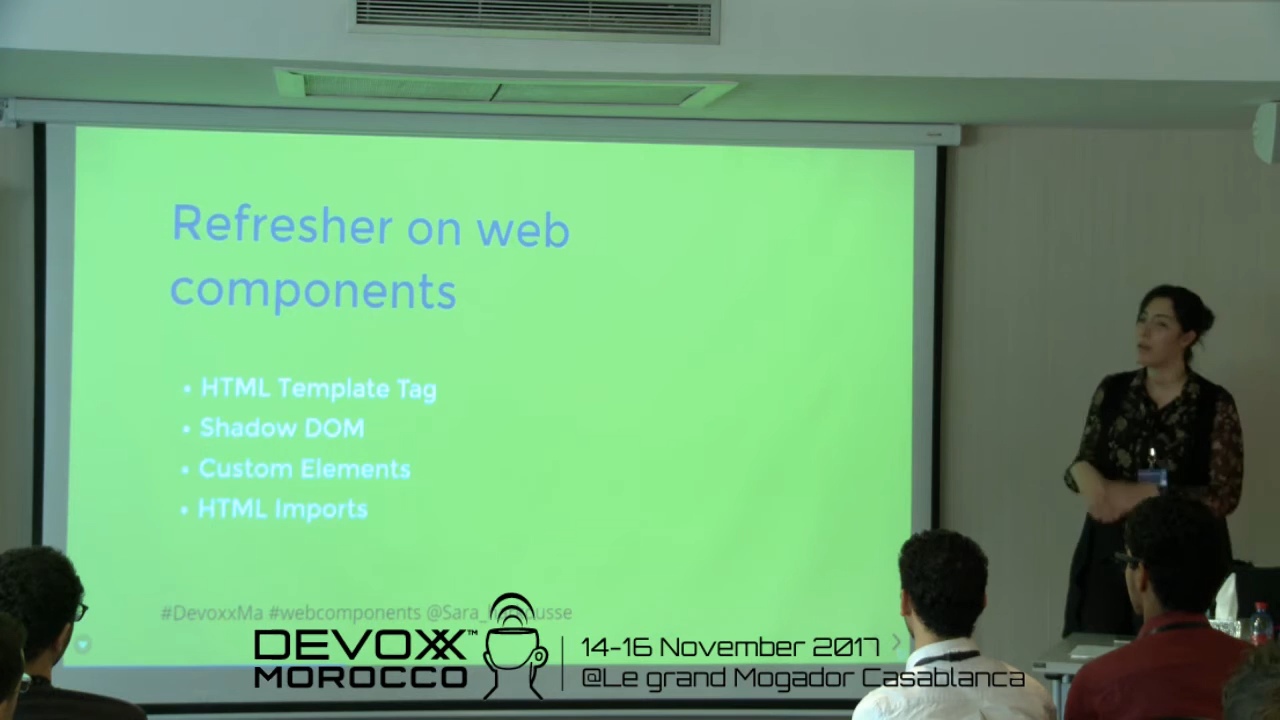 Refresher on web
components
• HTML Template Tag
• Shadow DOM
• Custom Elements
• HTML Imports
#DevoxxMa #webcomponents
DEVOXX™
MOROCCO
14-16 November 2017
@Le grand Mogador Casablanca